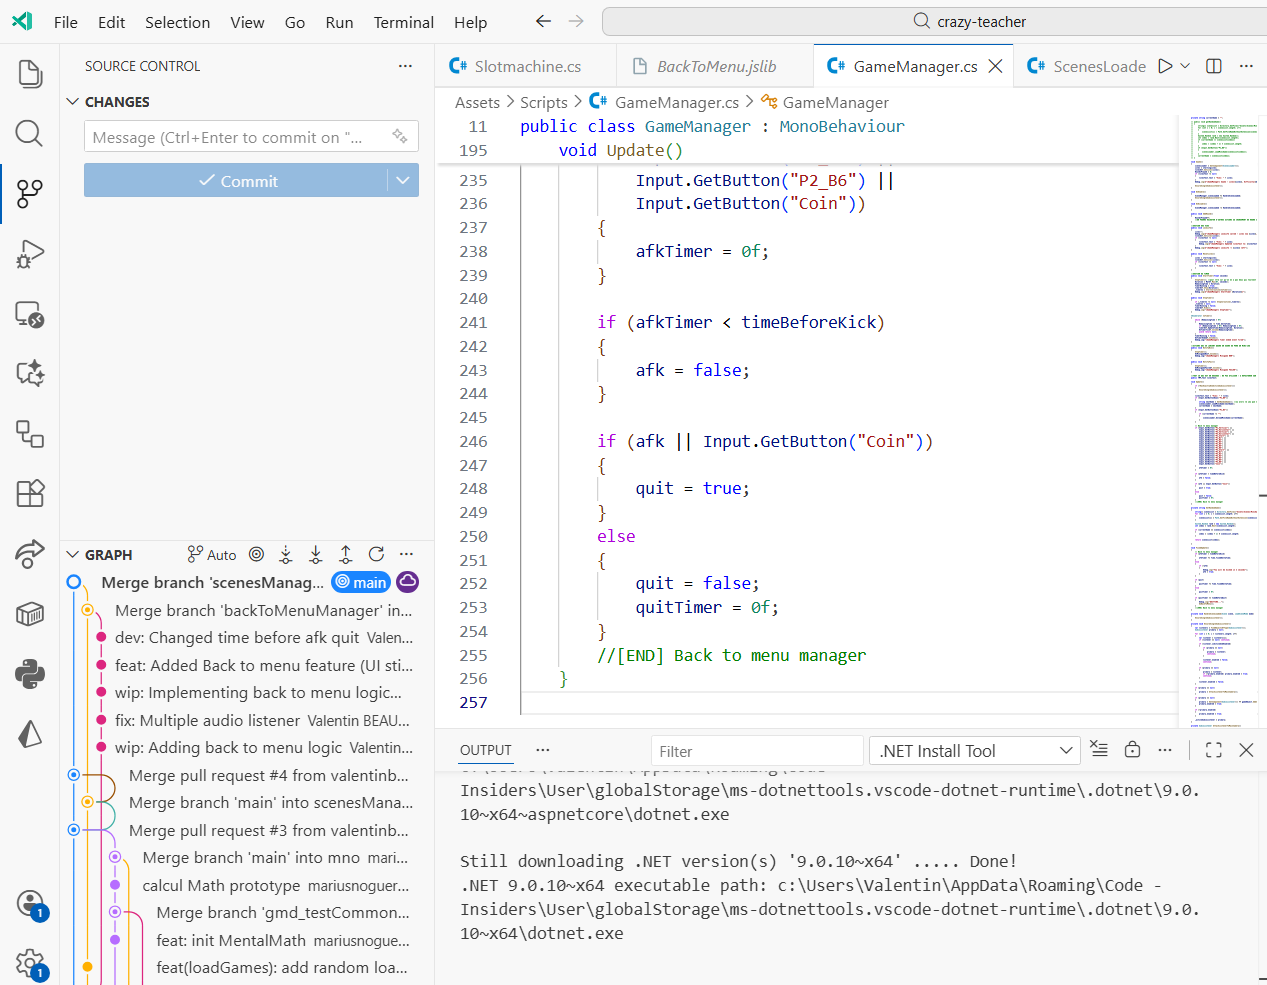 File Edit Selection View Go Run Terminal Help
crazy-teacher
SOURCE CONTROL
CHANGES
Message (Ctrl+Enter to commit on "...
Commit
GRAPH
Auto
Merge branch 'scenesManag... main
Merge branch 'backToMenuManager' in...
dev: Changed time before afk quit Valen...
feat: Added Back to menu feature (UI sti...
wip: Implementing back to menu logic...
fix: Multiple audio listener Valentin BEAU...
wip: Adding back to menu logic Valentin...
Merge pull request #4 from valentinb...
Merge branch 'main' into scenesMana...
Merge pull request #3 from valentinb...
Merge branch 'main' into mno mari...
calcul Math prototype mariusnoguer...
Merge branch 'gmd_testCommon...
feat: init MentalMath mariusnogue...
feat(loadGames): add random loa...
1
1
Slotmachine.cs
BackToMenu.jslib
GameManager.cs
ScenesLoade
Assets > Scripts > GameManager.cs > GameManager
11 public class GameManager : MonoBehaviour
195 void Update()
235 Input.GetButton("P2_B6") ||
236 Input.GetButton("Coin"))
237 {
238 afkTimer = 0f;
239 }
240
241 if (afkTimer < timeBeforeKick)
242 {
243 afk = false;
244 }
245
246 if (afk || Input.GetButton("Coin"))
247 {
248 quit = true;
249 }
250 else
251 {
252 quit = false;
253 quitTimer = 0f;
254 }
255 //[END] Back to menu manager
256 }
257
OUTPUT
Filter
.NET Install Tool
Insiders\User\globalStorage\ms-dotnettools.vscode-dotnet-runtime\.dotnet\9.0.
10~x64~aspnetcore\dotnet.exe
Still downloading .NET version(s) '9.0.10~x64' ..... Done!
.NET 9.0.10~x64 executable path: c:\Users\Valentin\AppData\Roaming\Code -
Insiders\User\globalStorage\ms-dotnettools.vscode-dotnet-runtime\.dotnet\9.0.
10~x64\dotnet.exe